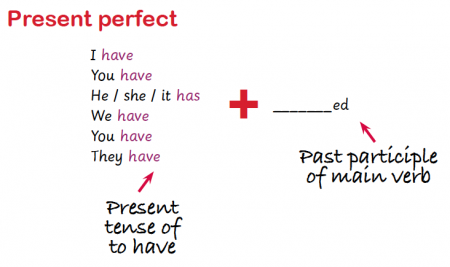 Present perfect
I have
You have
He / she / it has
We have
You have
They have
+
_______ed
Present
tense of
to have
Past participle
of main verb